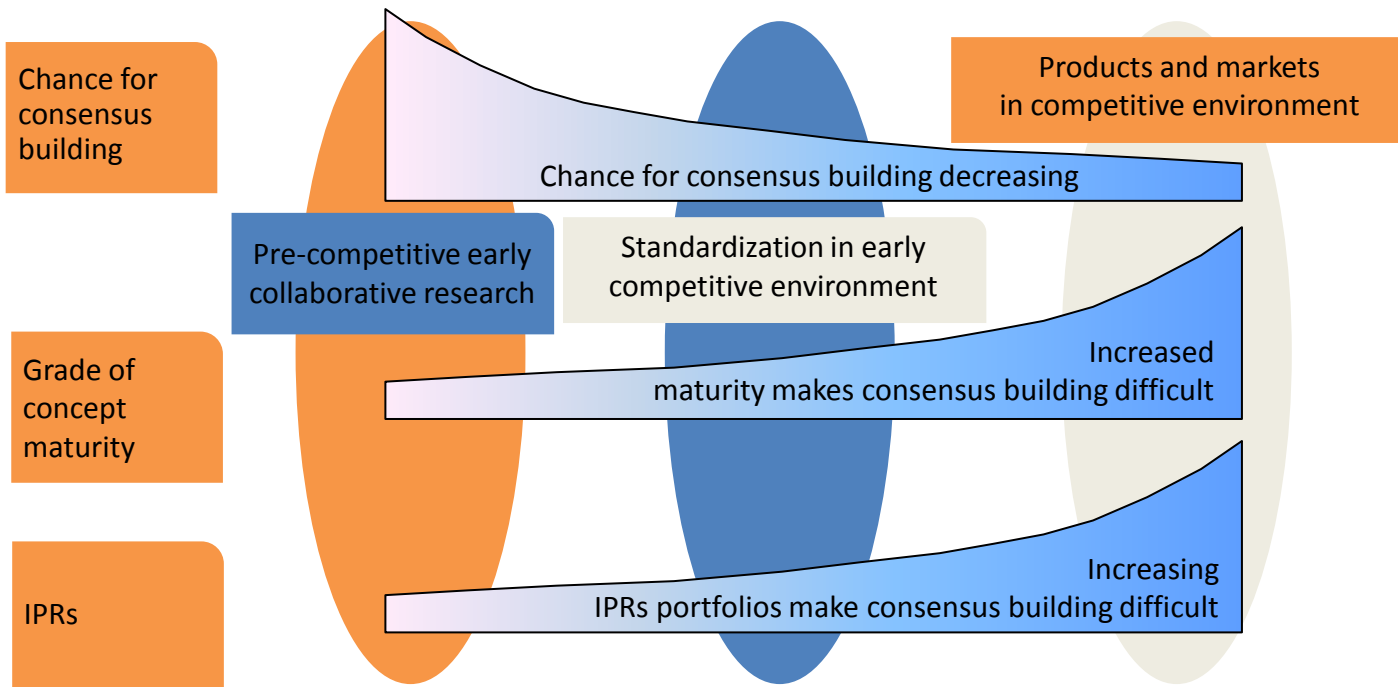 Chance for
consensus
building
Products and markets
in competitive environment
Chance for consensus building decreasing
Pre-competitive early
collaborative research
Standardization in early
competitive environment
Grade of
concept
maturity
Increased
maturity makes consensus building difficult
IPRs
Increasing
IPRs portfolios make consensus building difficult